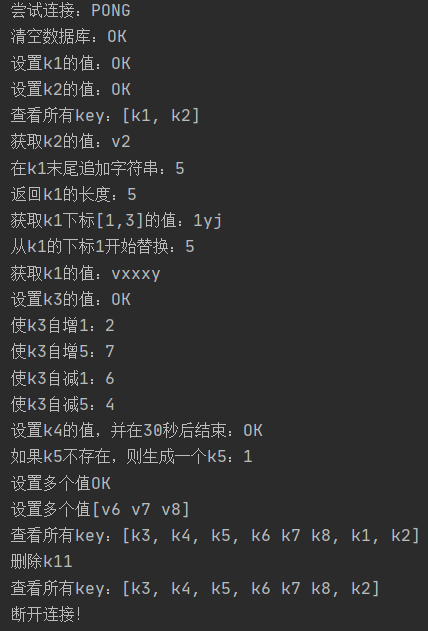 尝试连接：PONG
清空数据库：OK
设置k1的值：OK
设置k2的值：OK
查看所有key：[k1, k2]
获取k2的值：v2
在k1末尾追加字符串：5
返回k1的长度：5
获取k1下标[1,3]的值：1yj
从k1的下标1开始替换：5
获取k1的值：vxxxy
设置k3的值：OK
使k3自增1：2
使k3自增5：7
使k3自减1：6
使k3自减5：4
设置k4的值，并在30秒后结束：OK
如果k5不存在，则生成一个k5：1
设置多个值OK
设置多个值[v6 v7 v8]
查看所有key：[k3, k4, k5, k6 k7 k8, k1, k2]
删除k11
查看所有key：[k3, k4, k5, k6 k7 k8, k2]
断开连接!